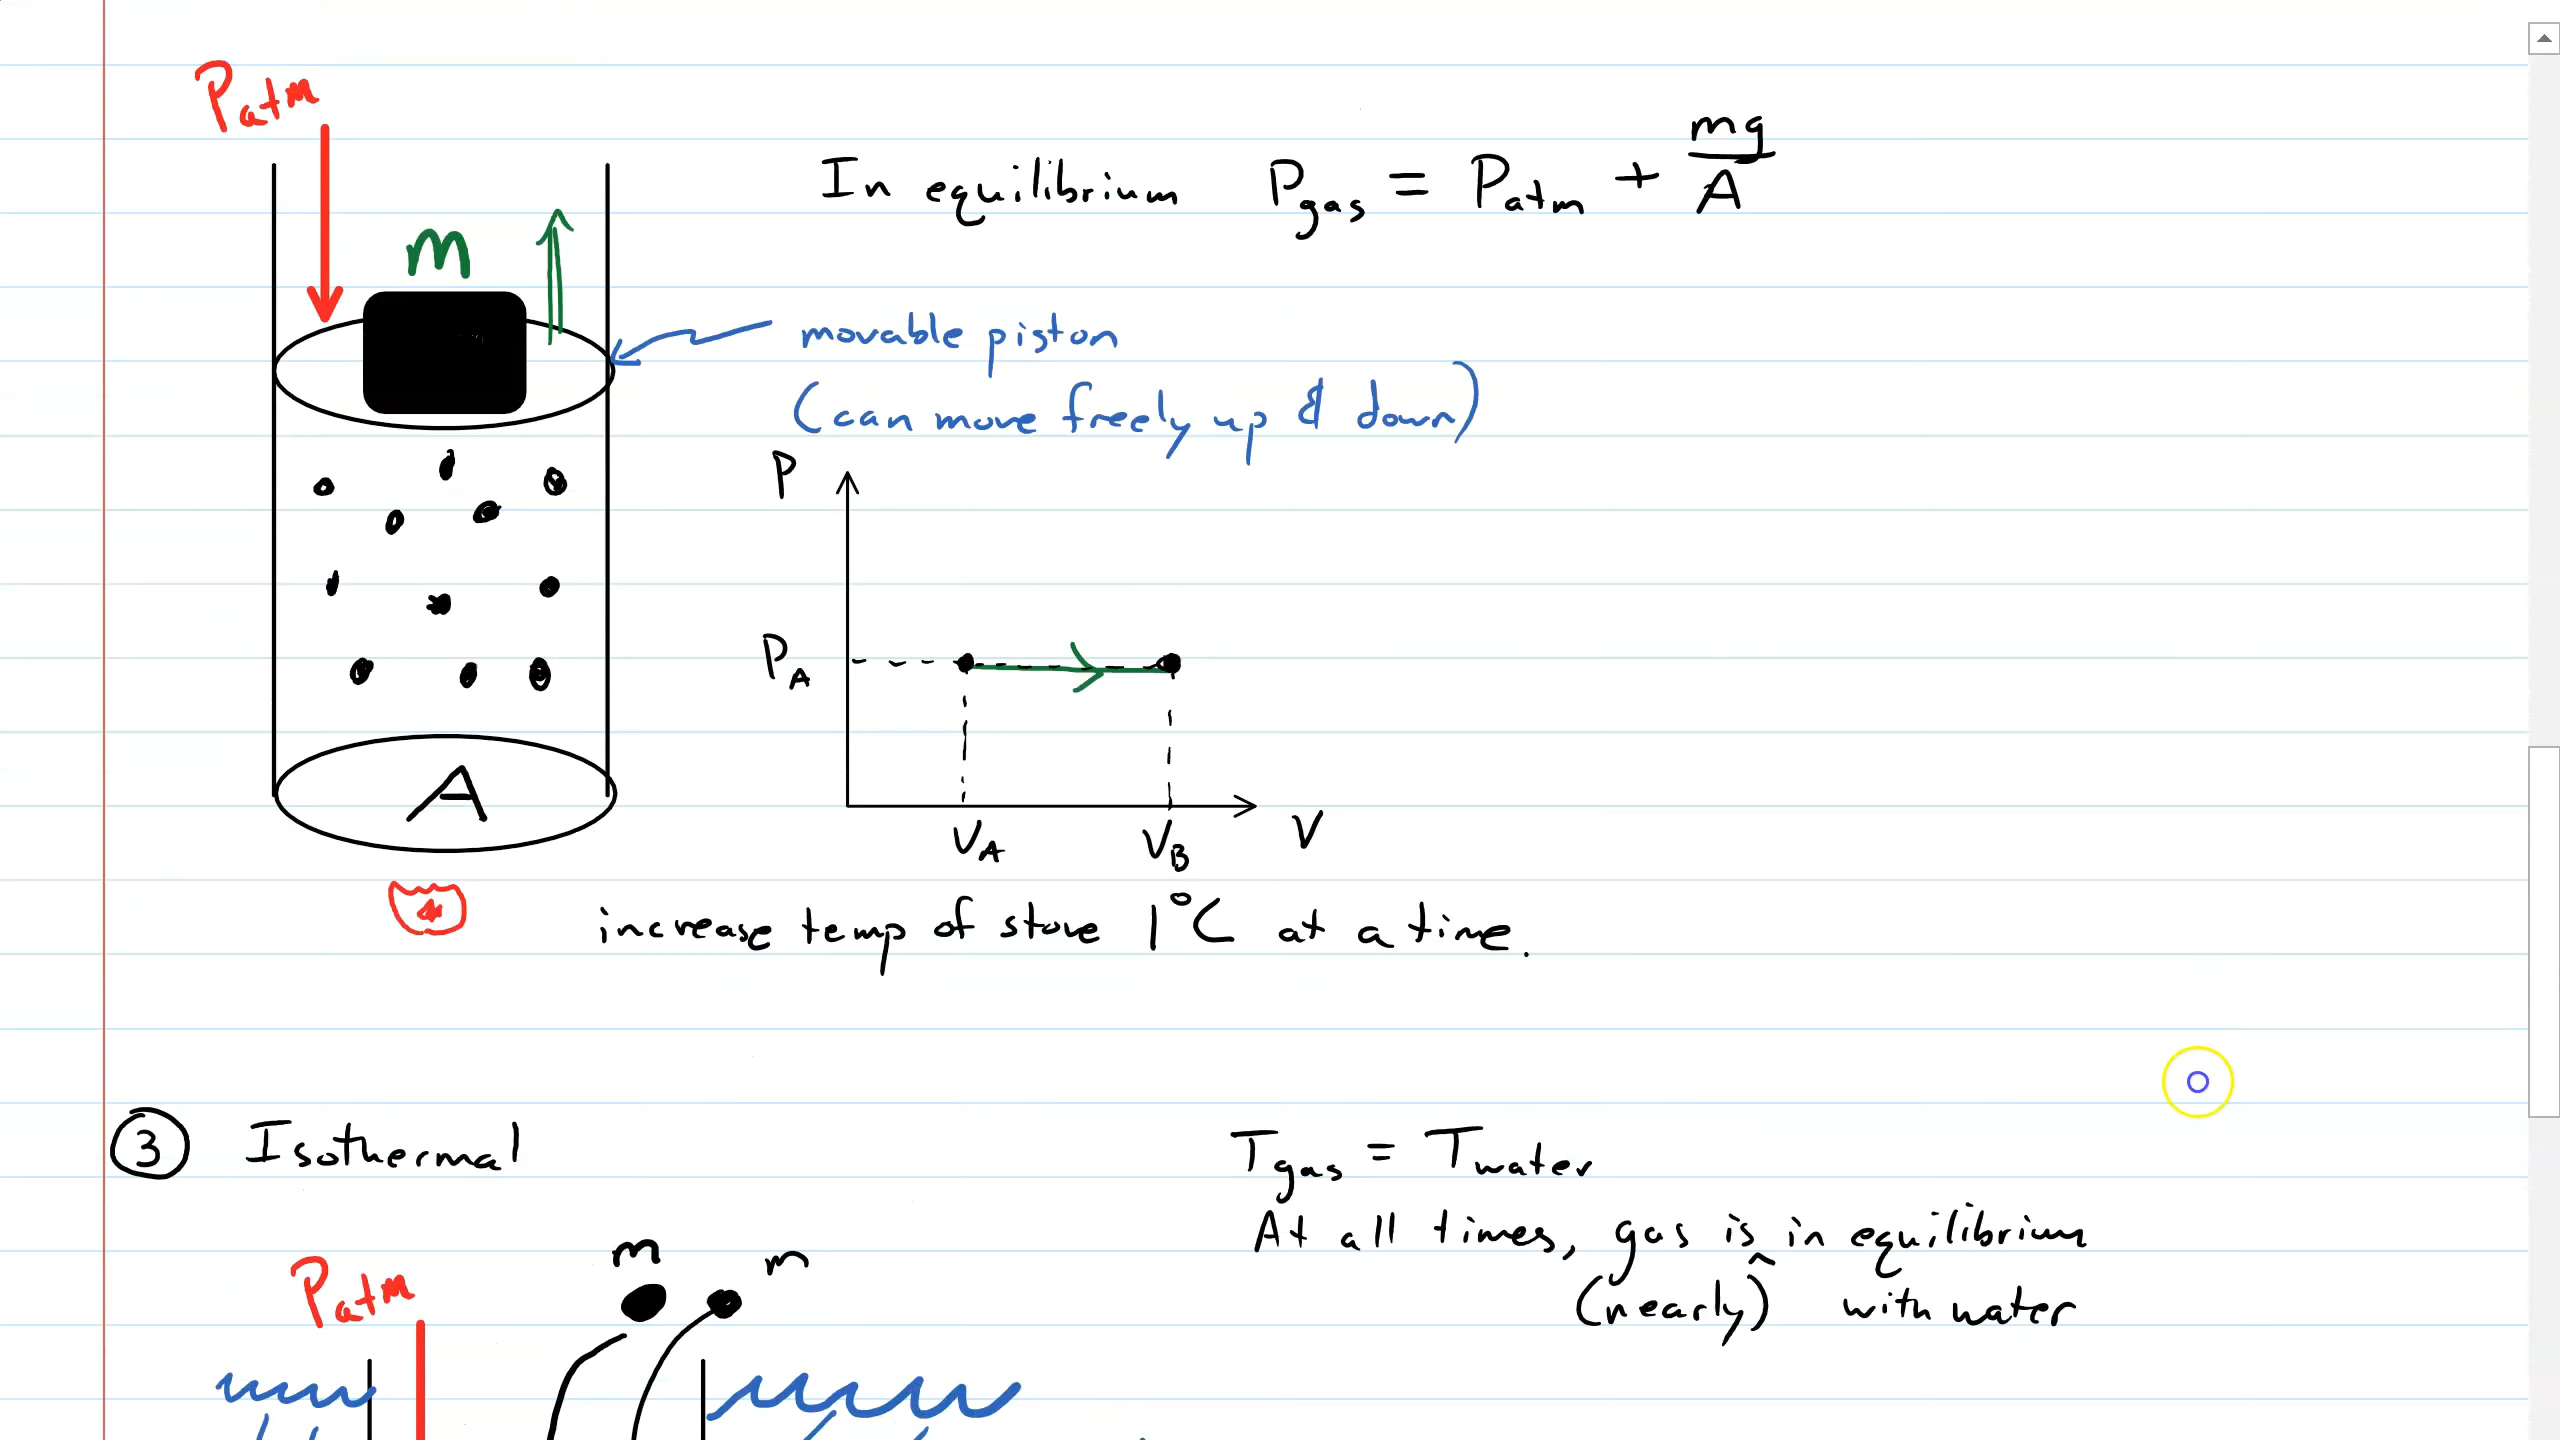 Patm
In equilibrium Pgas = Patm + mg/A
m
movable piston
(can move freely up & down)
P
PA
A
VA VB V
increase temp of stove 1°C at a time.
③ Isothermal
Tgas = Twater
At all times, gas is ^ in equilibrium
(nearly) with water
m m
Patm